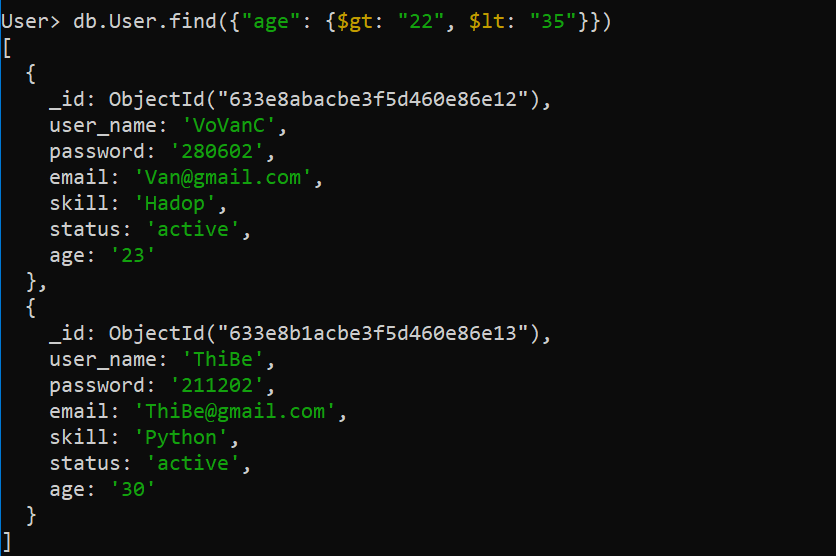 User> db.User.find({"age": {$gt: "22", $lt: "35"}})
[
  {
    _id: ObjectId("633e8abacbe3f5d460e86e12"),
    user_name: 'VoVanC',
    password: '280602',
    email: 'Van@gmail.com',
    skill: 'Hadop',
    status: 'active',
    age: '23'
  },
  {
    _id: ObjectId("633e8b1acbe3f5d460e86e13"),
    user_name: 'ThiBe',
    password: '211202',
    email: 'ThiBe@gmail.com',
    skill: 'Python',
    status: 'active',
    age: '30'
  }
]